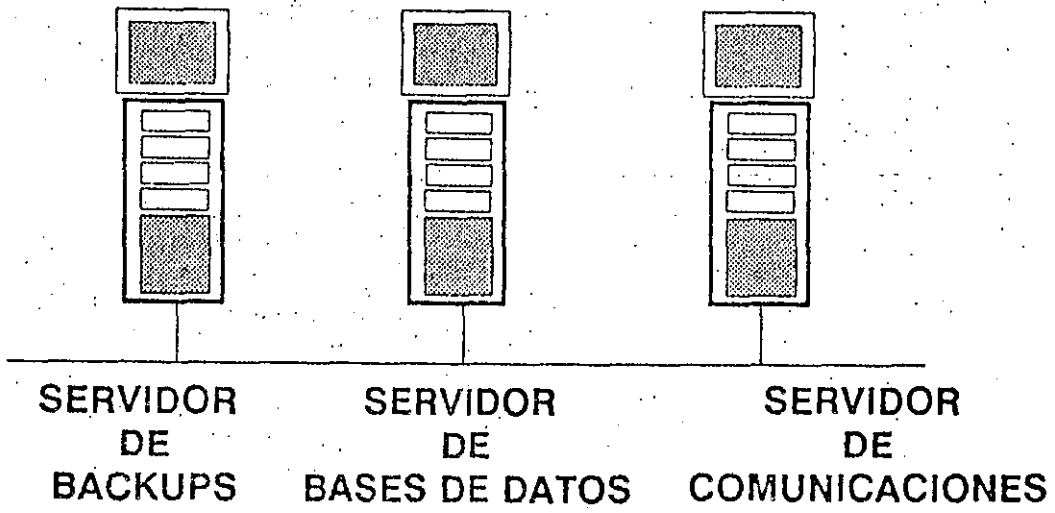 SERVIDOR
DE
BACKUPS
SERVIDOR
DE
BASES DE DATOS
SERVIDOR
DE
COMUNICACIONES